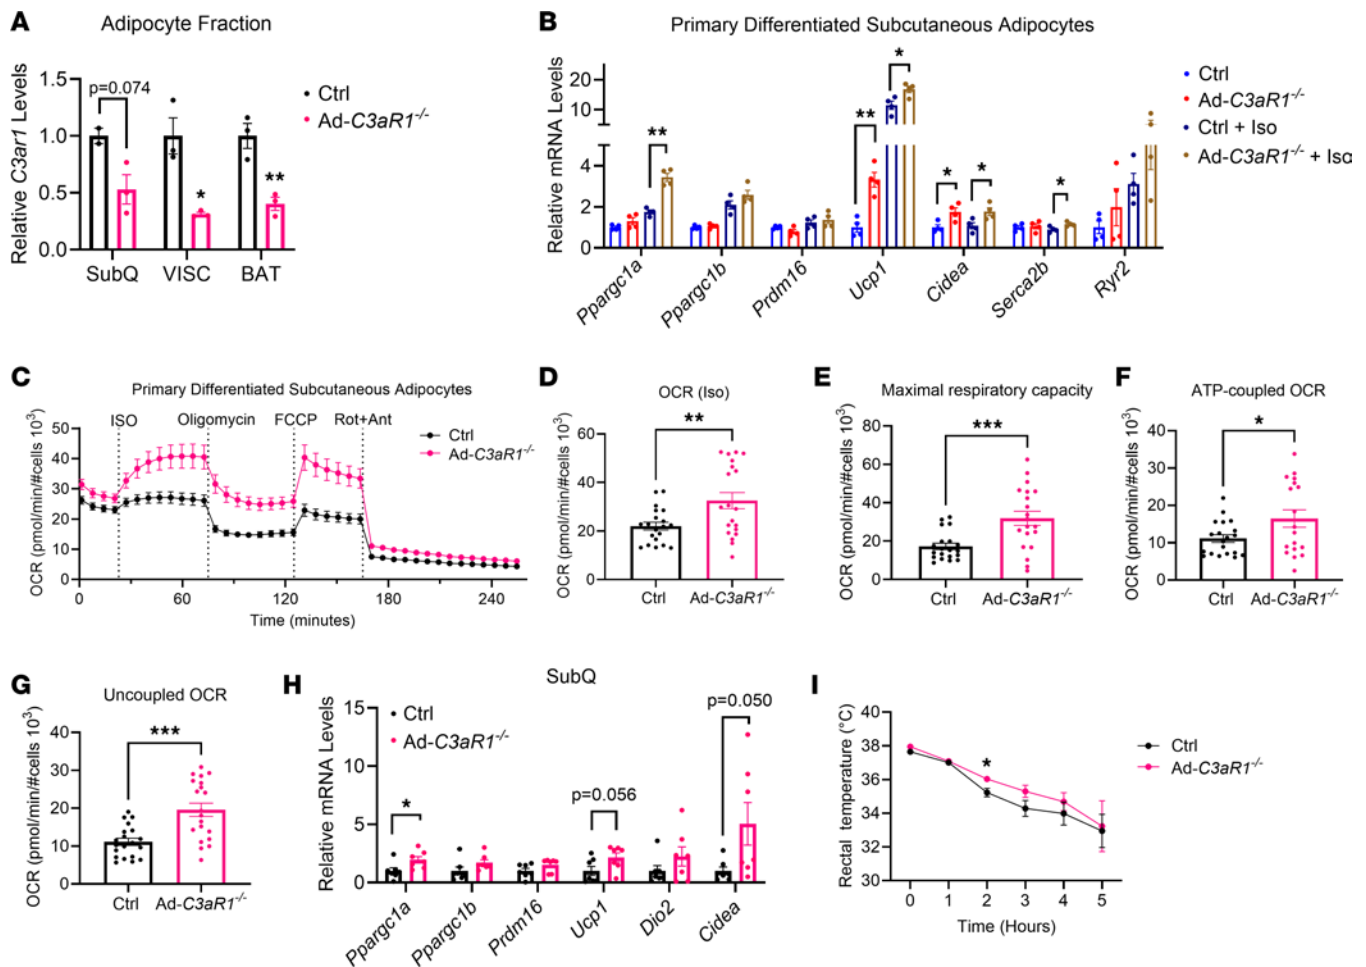 A
Adipocyte Fraction
Relative C3ar1 Levels
1.5
1.0
0.5
0.0
p=0.074
*
**
SubQ VISC BAT
Ctrl
Ad-C3aR1-/-
B
Primary Differentiated Subcutaneous Adipocytes
Relative mRNA Levels
20
10
4
2
0
**
**
*
*
*
*
Ppargc1a Ppargc1b Prdm16 Ucp1 Cidea Serca2b Ryr2
Ctrl
Ad-C3aR1-/-
Ctrl + Iso
Ad-C3aR1-/- + Iso
C
Primary Differentiated Subcutaneous Adipocytes
OCR (pmol/min/#cells 10³)
ISO Oligomycin FCCP Rot+Ant
50
40
30
20
10
0
0 60 120 180 240
Time (minutes)
Ctrl
Ad-C3aR1-/-
D
OCR (Iso)
OCR (pmol/min/#cells 10³)
60
40
20
0
**
Ctrl Ad-C3aR1-/-
E
Maximal respiratory capacity
OCR (pmol/min/#cells 10³)
80
60
40
20
0
***
Ctrl Ad-C3aR1-/-
F
ATP-coupled OCR
OCR (pmol/min/#cells 10³)
40
30
20
10
0
*
Ctrl Ad-C3aR1-/-
G
Uncoupled OCR
OCR (pmol/min/#cells 10³)
40
30
20
10
0
***
Ctrl Ad-C3aR1-/-
H
SubQ
Relative mRNA Levels
15
10
5
0
Ctrl
Ad-C3aR1-/-
*
p=0.056
p=0.050
Ppargc1a Ppargc1b Prdm16 Ucp1 Dio2 Cidea
I
Rectal temperature (°C)
40
38
36
34
32
30
*
0 1 2 3 4 5
Time (Hours)
Ctrl
Ad-C3aR1-/-